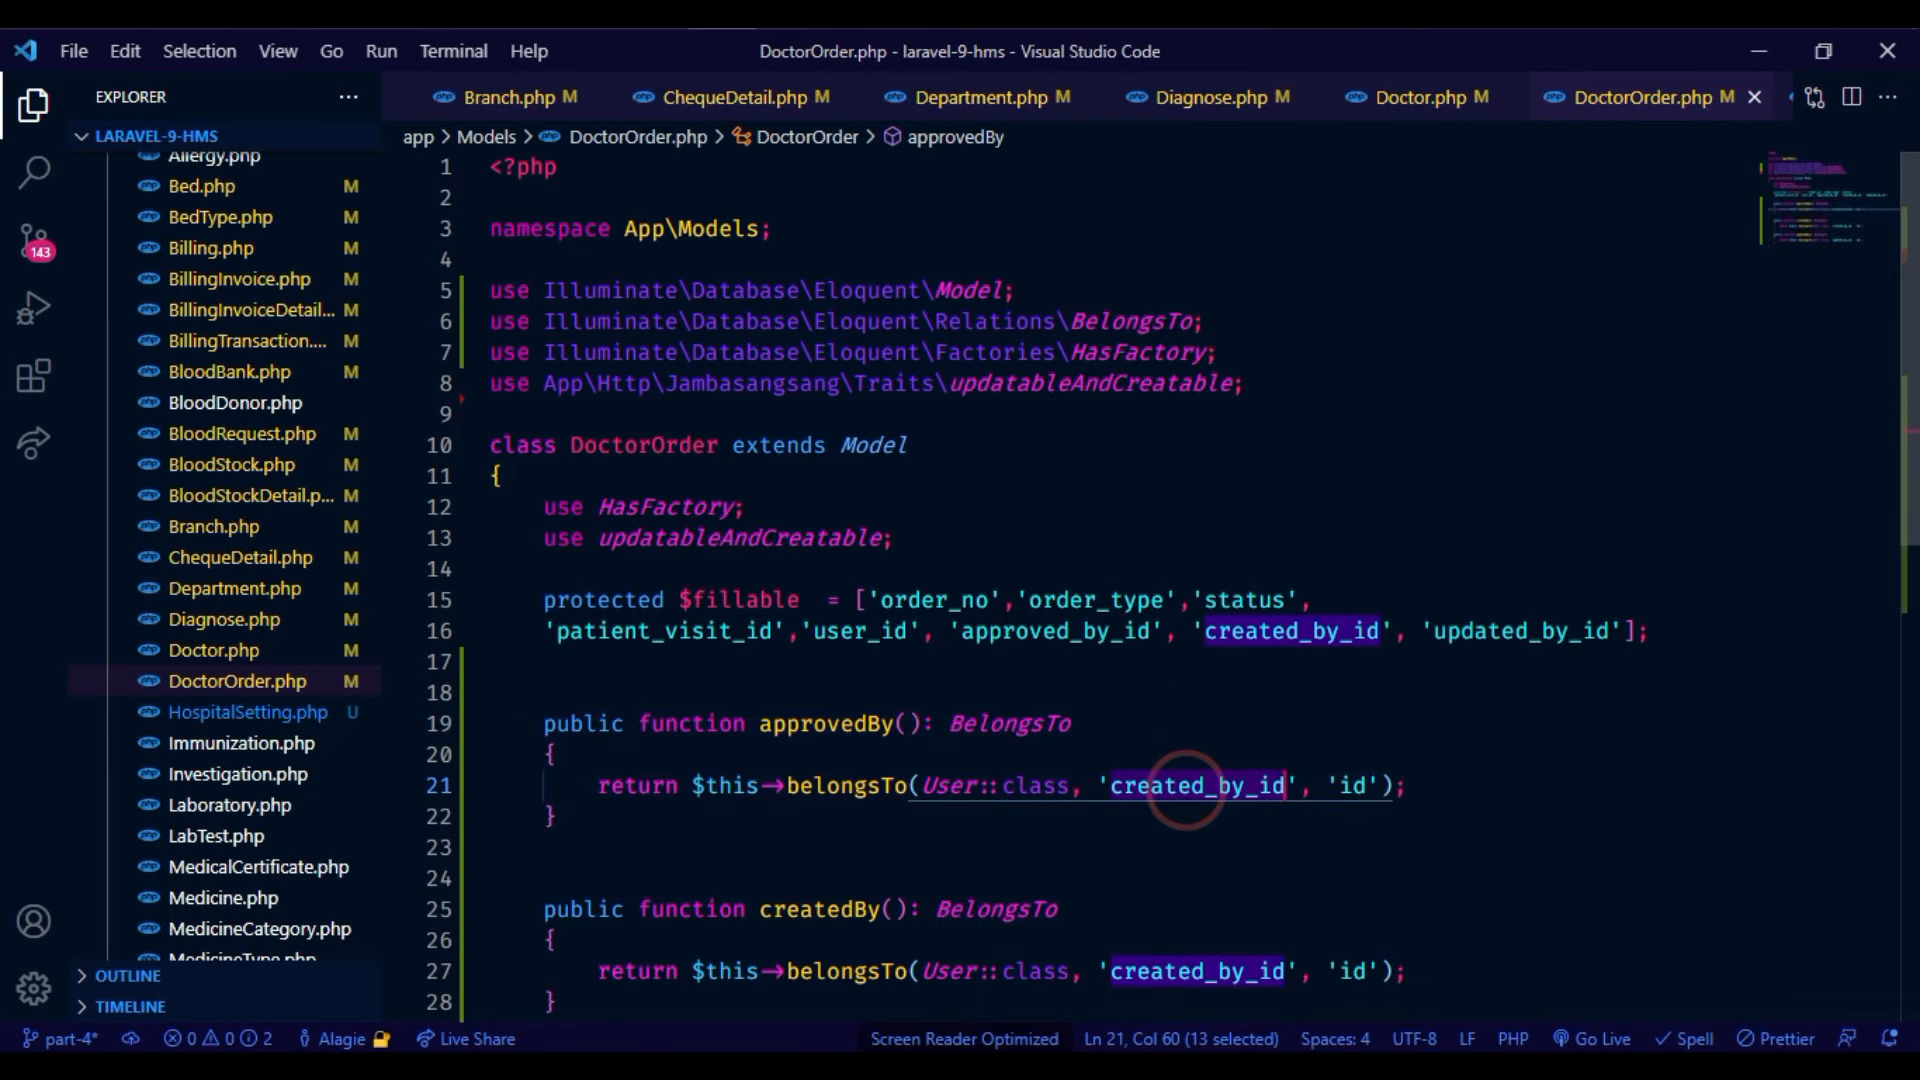 File Edit Selection View Go Run Terminal Help
DoctorOrder.php - laravel-9-hms - Visual Studio Code
EXPLORER
Branch.php M
ChequeDetail.php M
Department.php M
Diagnose.php M
Doctor.php M
DoctorOrder.php M
LARAVEL-9-HMS
app > Models > DoctorOrder.php > DoctorOrder > approvedBy
Allergy.php
Bed.php M
BedType.php M
Billing.php M
BillingInvoice.php M
BillingInvoiceDetail... M
BillingTransaction.... M
BloodBank.php M
BloodDonor.php
BloodRequest.php M
BloodStock.php M
BloodStockDetail.p... M
Branch.php M
ChequeDetail.php M
Department.php M
Diagnose.php M
Doctor.php M
DoctorOrder.php M
HospitalSetting.php U
Immunization.php
Investigation.php
Laboratory.php
LabTest.php
MedicalCertificate.php
Medicine.php
MedicineCategory.php
MedicineType.php
OUTLINE
TIMELINE
143
1 <?php
2
3 namespace App\Models;
4
5 use Illuminate\Database\Eloquent\Model;
6 use Illuminate\Database\Eloquent\Relations\BelongsTo;
7 use Illuminate\Database\Eloquent\Factories\HasFactory;
8 use App\Http\Jambasangsang\Traits\updatableAndCreatable;
9
10 class DoctorOrder extends Model
11 {
12 use HasFactory;
13 use updatableAndCreatable;
14
15 protected $fillable  = ['order_no','order_type','status',
16 'patient_visit_id','user_id', 'approved_by_id', 'created_by_id', 'updated_by_id'];
17
18
19 public function approvedBy(): BelongsTo
20 {
21 return $this->belongsTo(User::class, 'created_by_id', 'id');
22 }
23
24
25 public function createdBy(): BelongsTo
26 {
27 return $this->belongsTo(User::class, 'created_by_id', 'id');
28 }
part-4* 0 0 2 Alagie Live Share Screen Reader Optimized Ln 21, Col 60 (13 selected) Spaces: 4 UTF-8 LF PHP Go Live Spell Prettier